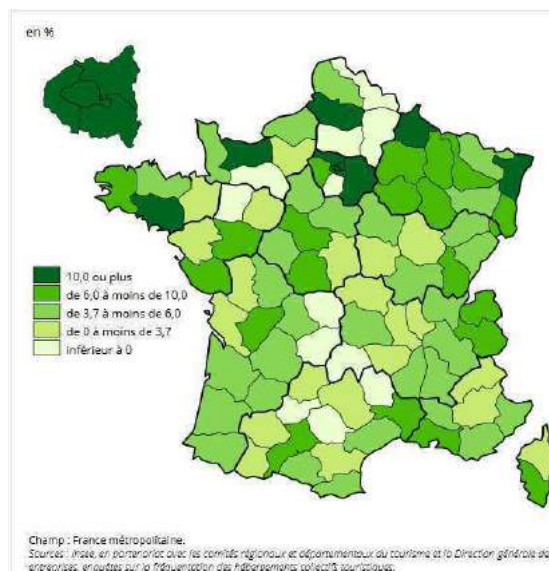 en %
10,0 ou plus
de 6,0 à moins de 10,0
de 3,7 à moins de 6,0
de 0 à moins de 3,7
inférieur à 0
Champ : France métropolitaine.
Sources : Insee, en partenariat avec les comités régionaux et départementaux du tourisme et la Direction générale des
entreprises, enquêtes sur la fréquentation des hébergements collectifs touristiques.